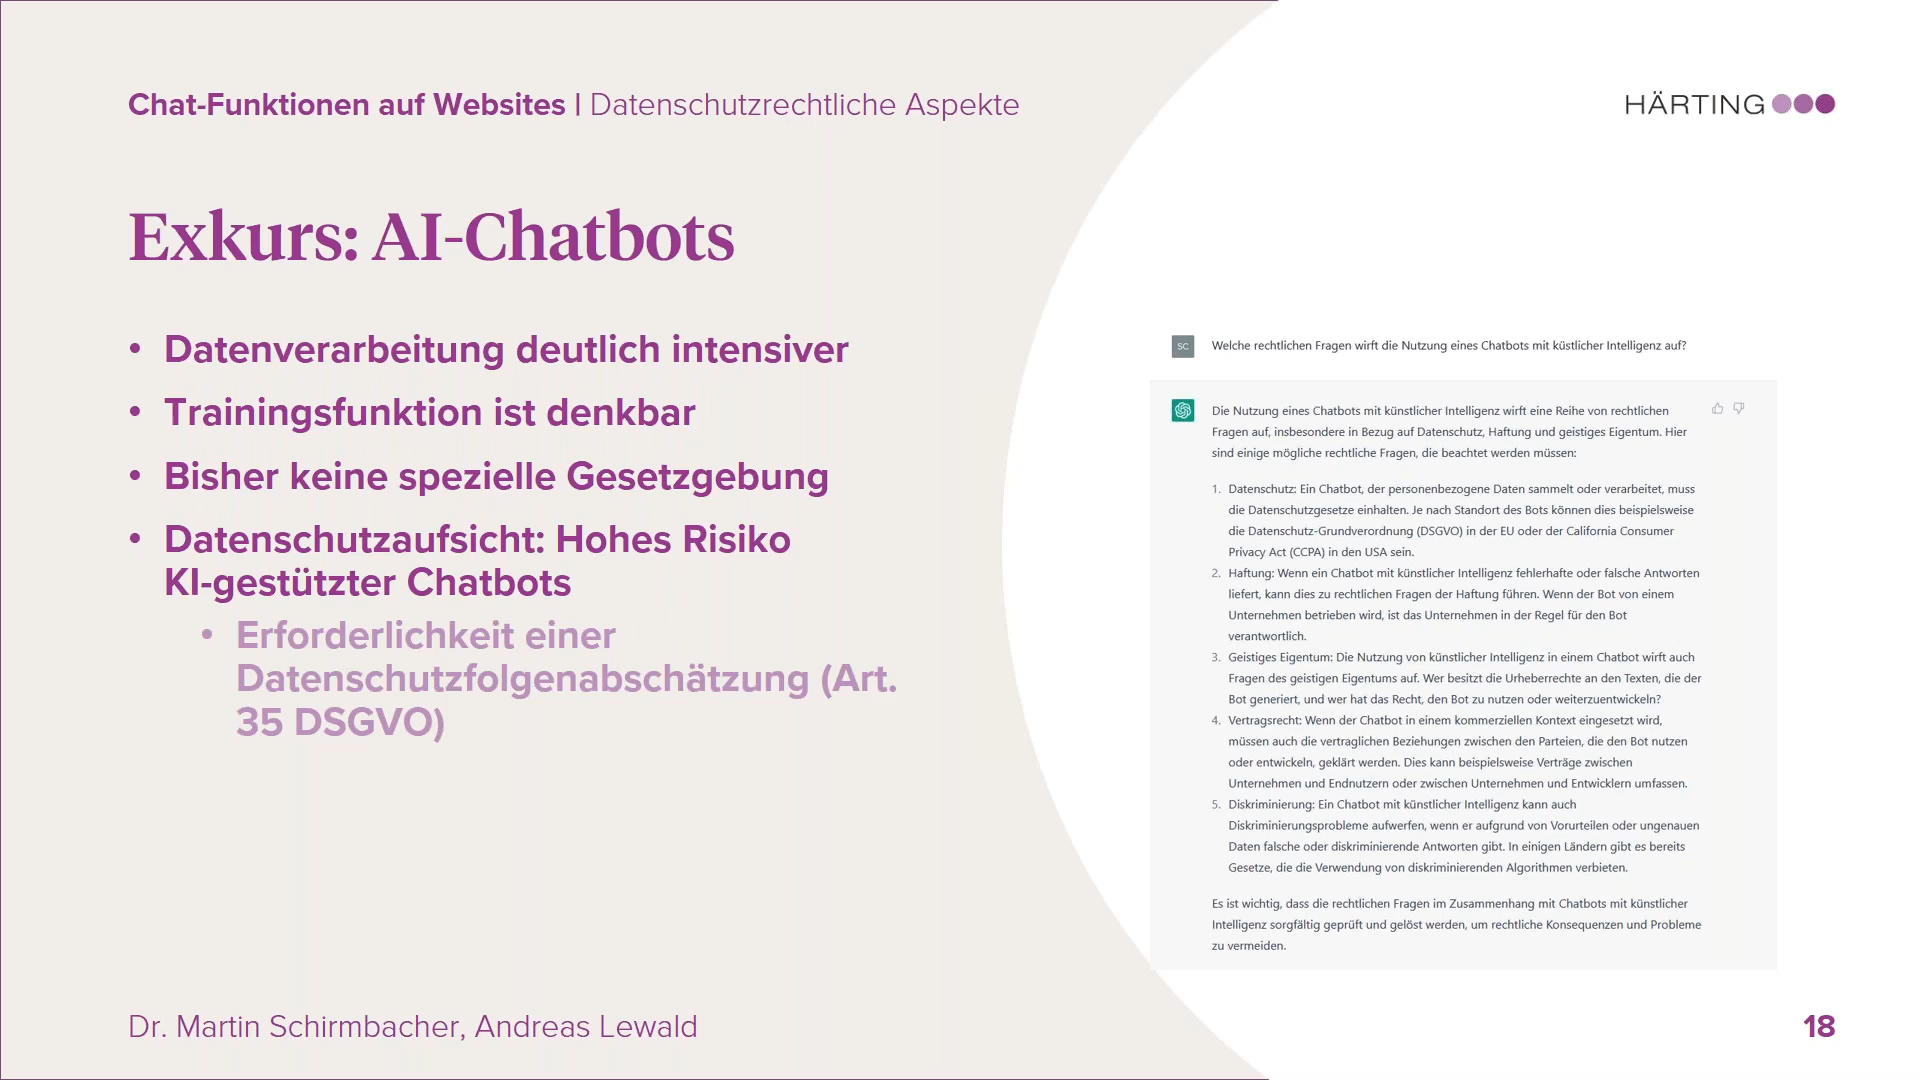 Chat-Funktionen auf Websites | Datenschutzrechtliche Aspekte
HÄRTING
Exkurs: AI-Chatbots
• Datenverarbeitung deutlich intensiver
• Trainingsfunktion ist denkbar
• Bisher keine spezielle Gesetzgebung
• Datenschutzaufsicht: Hohes Risiko
KI-gestützter Chatbots
• Erforderlichkeit einer
Datenschutzfolgenabschätzung (Art.
35 DSGVO)
SC
Welche rechtlichen Fragen wirft die Nutzung eines Chatbots mit küstlicher Intelligenz auf?
Die Nutzung eines Chatbots mit künstlicher Intelligenz wirft eine Reihe von rechtlichen
Fragen auf, insbesondere in Bezug auf Datenschutz, Haftung und geistiges Eigentum. Hier
sind einige mögliche rechtliche Fragen, die beachtet werden müssen:
1. Datenschutz: Ein Chatbot, der personenbezogene Daten sammelt oder verarbeitet, muss
die Datenschutzgesetze einhalten. Je nach Standort des Bots können dies beispielsweise
die Datenschutz-Grundverordnung (DSGVO) in der EU oder der California Consumer
Privacy Act (CCPA) in den USA sein.
2. Haftung: Wenn ein Chatbot mit künstlicher Intelligenz fehlerhafte oder falsche Antworten
liefert, kann dies zu rechtlichen Fragen der Haftung führen. Wenn der Bot von einem
Unternehmen betrieben wird, ist das Unternehmen in der Regel für den Bot
verantwortlich.
3. Geistiges Eigentum: Die Nutzung von künstlicher Intelligenz in einem Chatbot wirft auch
Fragen des geistigen Eigentums auf. Wer besitzt die Urheberrechte an den Texten, die der
Bot generiert, und wer hat das Recht, den Bot zu nutzen oder weiterzuentwickeln?
4. Vertragsrecht: Wenn der Chatbot in einem kommerziellen Kontext eingesetzt wird,
müssen auch die vertraglichen Beziehungen zwischen den Parteien, die den Bot nutzen
oder entwickeln, geklärt werden. Dies kann beispielsweise Verträge zwischen
Unternehmen und Endnutzern oder zwischen Unternehmen und Entwicklern umfassen.
5. Diskriminierung: Ein Chatbot mit künstlicher Intelligenz kann auch
Diskriminierungsprobleme aufwerfen, wenn er aufgrund von Vorurteilen oder ungenauen
Daten falsche oder diskriminierende Antworten gibt. In einigen Ländern gibt es bereits
Gesetze, die die Verwendung von diskriminierenden Algorithmen verbieten.
Es ist wichtig, dass die rechtlichen Fragen im Zusammenhang mit Chatbots mit künstlicher
Intelligenz sorgfältig geprüft und gelöst werden, um rechtliche Konsequenzen und Probleme
zu vermeiden.
Dr. Martin Schirmbacher, Andreas Lewald
18